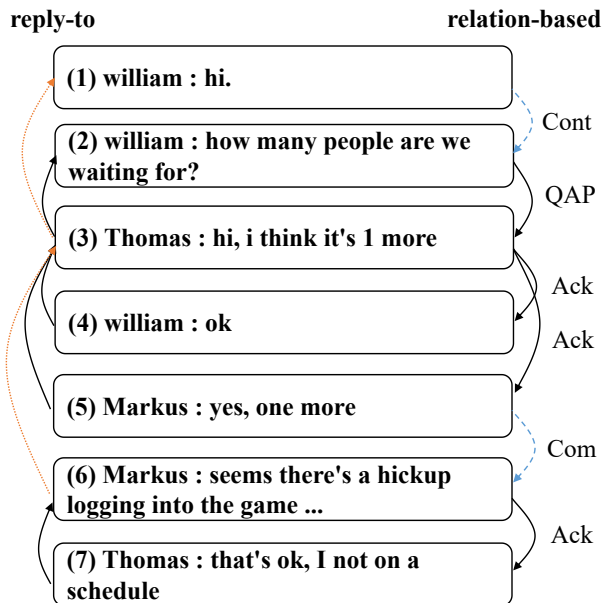 reply-to
relation-based
(1) william : hi.
Cont
(2) william : how many people are we
waiting for?
QAP
(3) Thomas : hi, i think it's 1 more
Ack
(4) william : ok
Ack
(5) Markus : yes, one more
Com
(6) Markus : seems there's a hickup
logging into the game ...
Ack
(7) Thomas : that's ok, I not on a
schedule